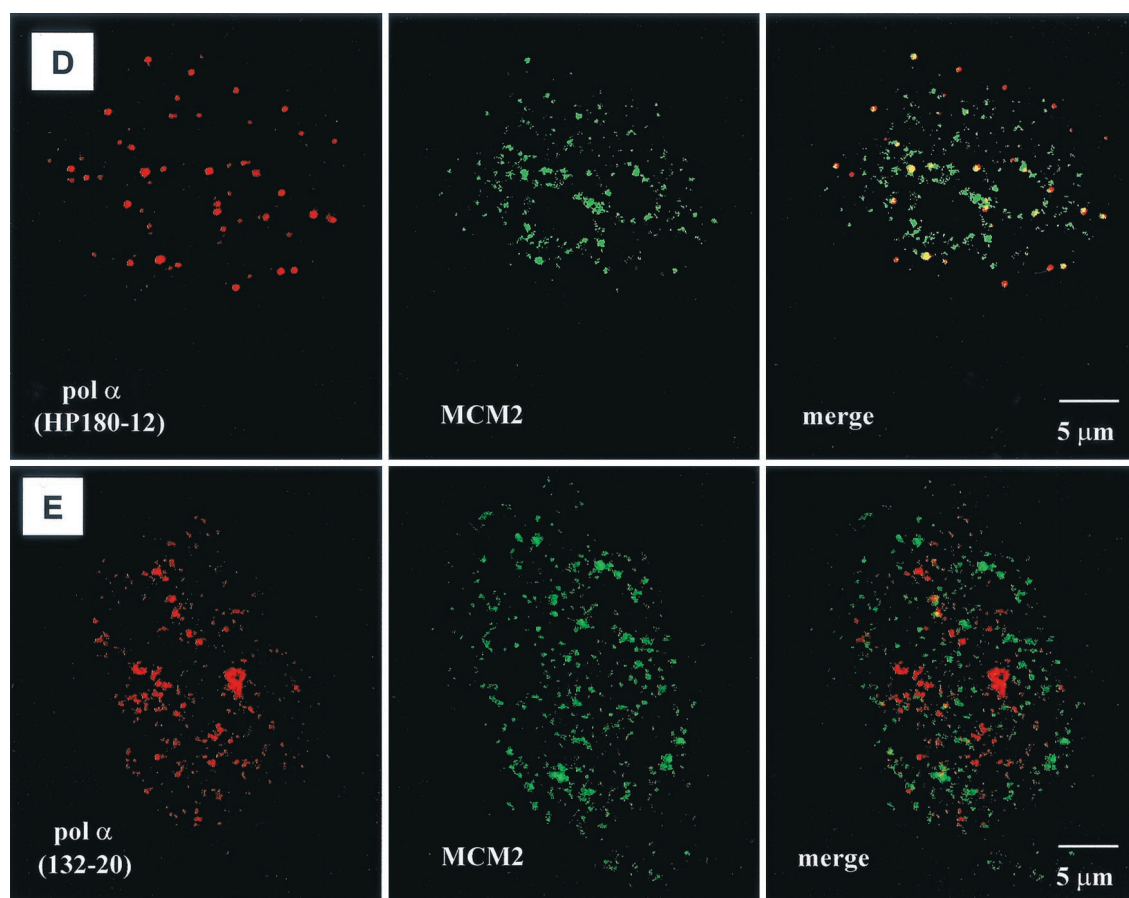 D
pol α
(HP180-12)
MCM2
merge
5 μm
E
pol α
(132-20)
MCM2
merge
5 μm